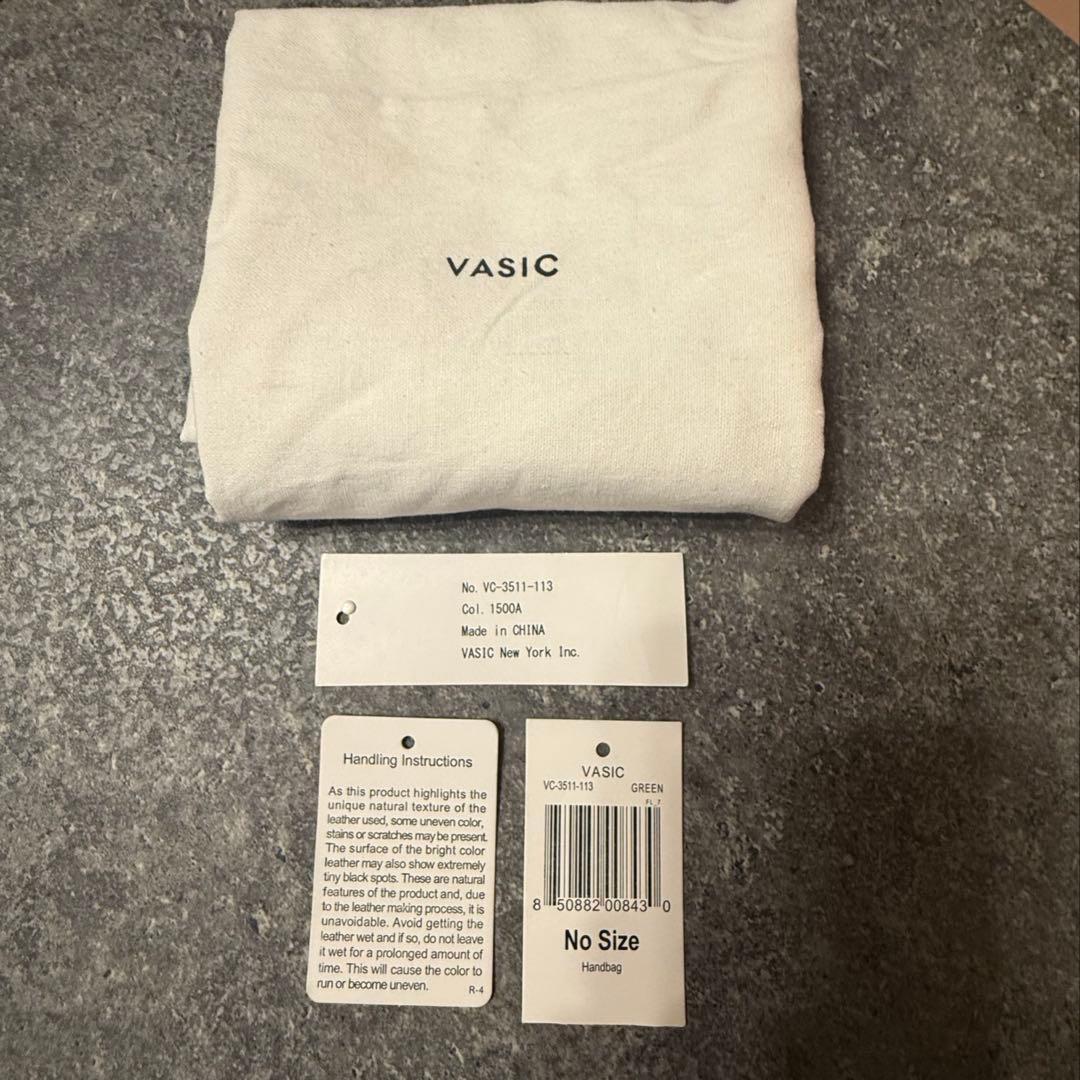 VASIC
No. VC-3511-113
Col. 1500A
Made in CHINA
VASIC New York Inc.
Handling Instructions
As this product highlights the
unique natural texture of the
leather used, some uneven color,
stains or scratches may be present.
The surface of the bright color
leather may also show extremely
tiny black spots. These are natural
features of the product and, due
to the leather making process, it is
unavoidable. Avoid getting the
leather wet and if so, do not leave
it wet for a prolonged amount of
time. This will cause the color to
run or become uneven.
R-4
VASIC
VC-3511-113 GREEN
FL_7
8 50882 00843 0
No Size
Handbag